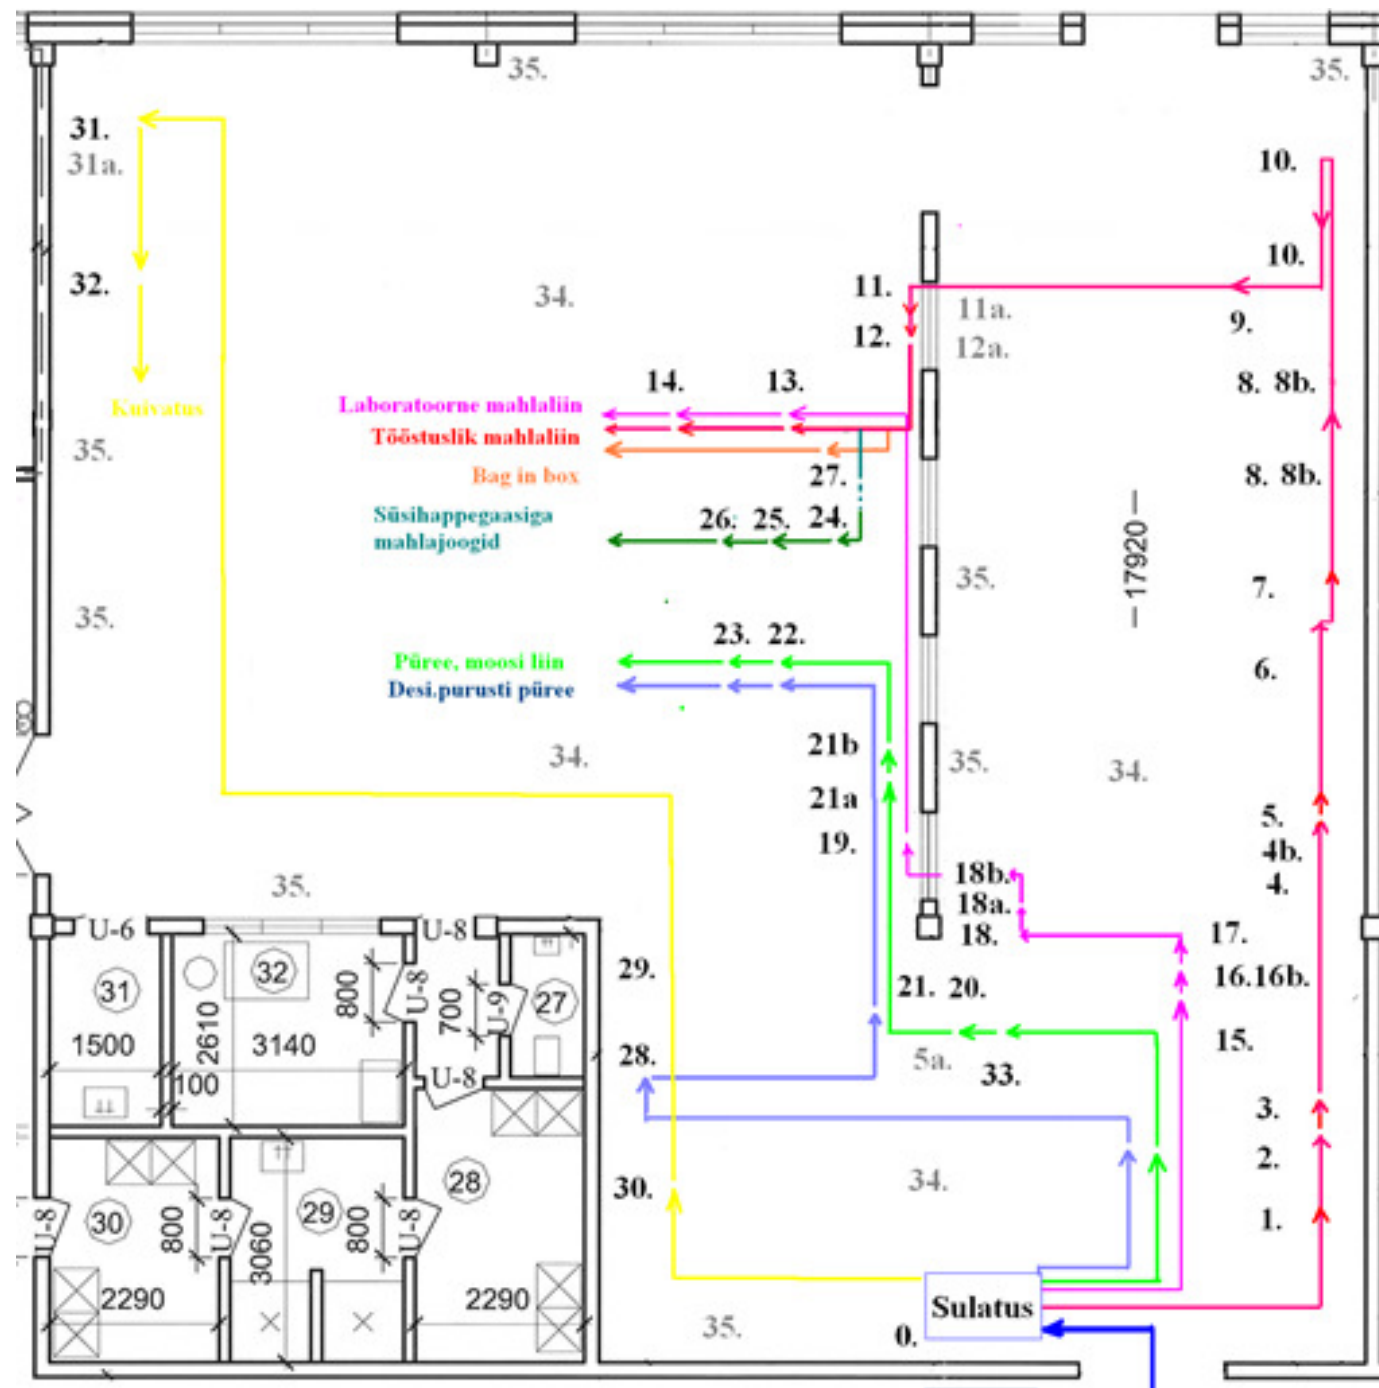 35.
35.
31.
31a.
10.
32.
10.
34.
11.
11a.
9.
12.
12a.
14.
13.
8. 8b.
Kuivatus
Laboratoorne mahlaliin
Tööstuslik mahlaliin
35.
Bag in box
27.
8. 8b.
Süsihappegaasiga
mahlajoogid
26.
25.
24.
17920
35.
7.
35.
23.
22.
Püree, moosi liin
6.
Desi.purusti püree
21b
34.
35.
34.
21a
5.
19.
4b.
35.
18b.
4.
18a.
U-6
U-8
18.
17.
31
32
800
U-8
700
U-9
27
29.
21.
20.
16.16b.
1500
2610
3140
28.
5a.
33.
15.
100
U-8
3.
2.
28
34.
30.
1.
U-8
30
800
U-8
29
800
U-8
3060
2290
2290
35.
0.
Sulatus